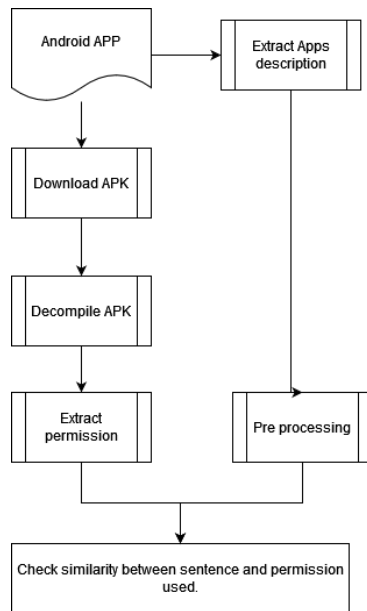 Android APP
Extract Apps
description
Download APK
Decompile APK
Extract
permission
Pre processing
Check similarity between sentence and permission
used.